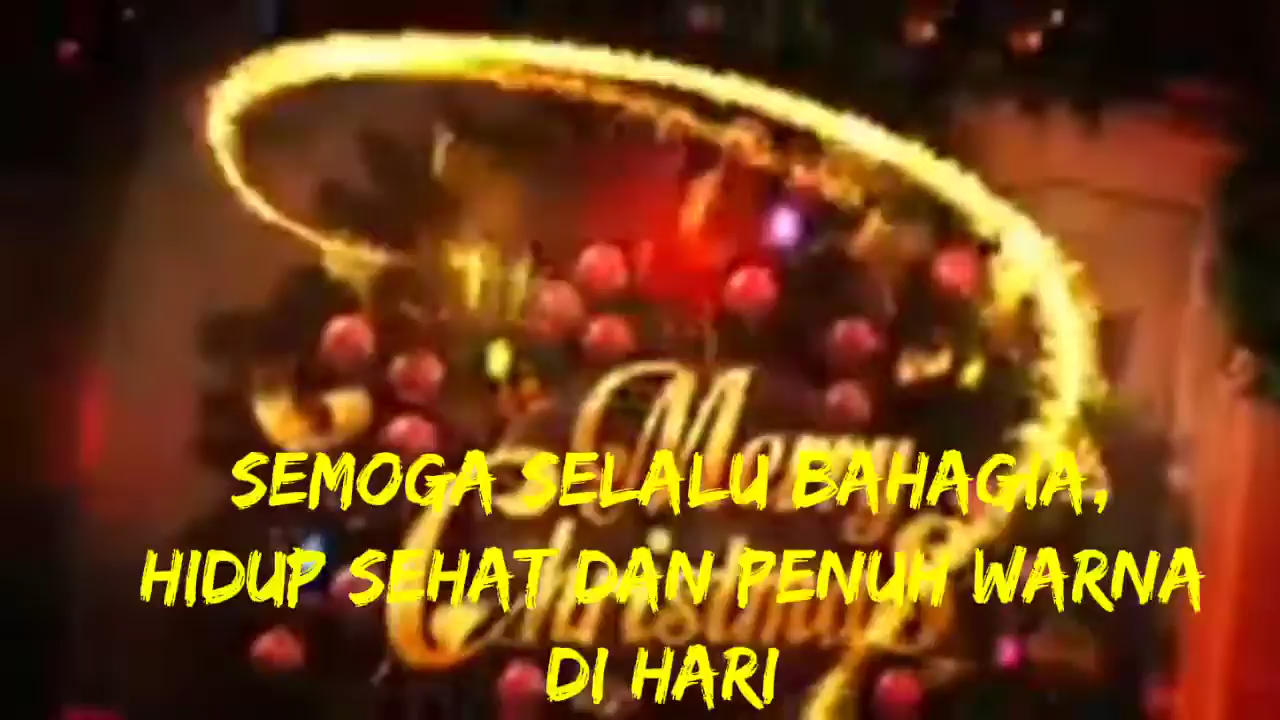 Merry
Christmas
SEMOGA SELALU BAHAGIA,
HIDUP SEHAT DAN PENUH WARNA
DI HARI